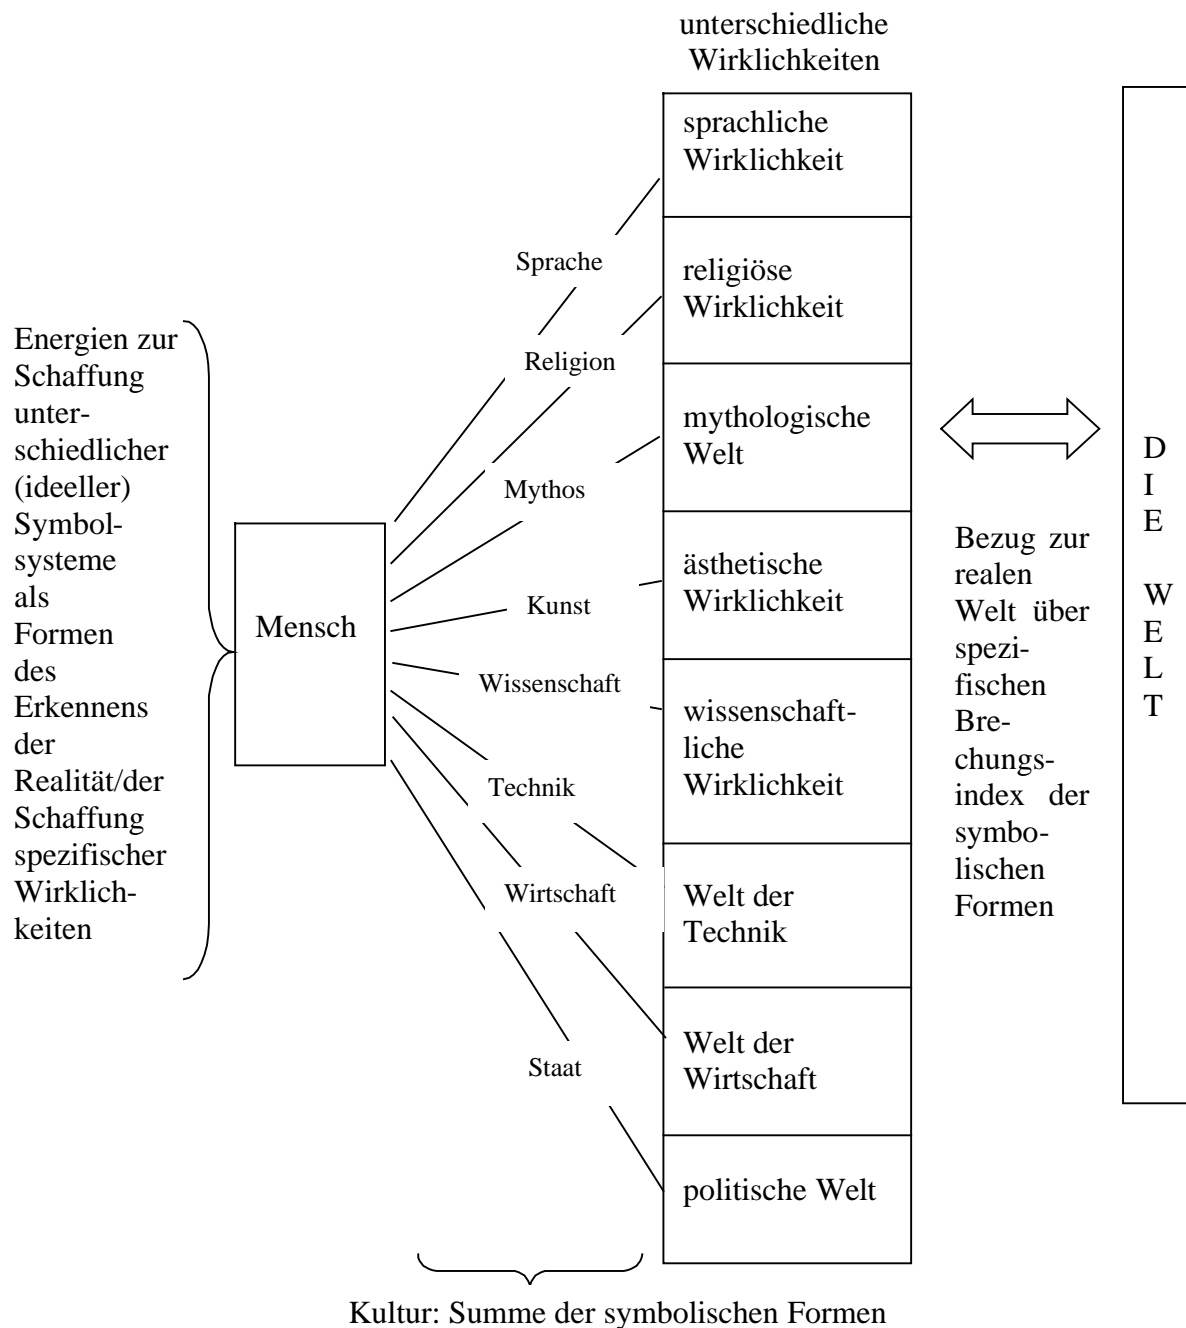 unterschiedliche
Wirklichkeiten
sprachliche
Wirklichkeit
religiöse
Wirklichkeit
mythologische
Welt
ästhetische
Wirklichkeit
wissenschaft-
liche
Wirklichkeit
Welt der
Technik
Welt der
Wirtschaft
politische Welt
Sprache
Religion
Mythos
Kunst
Wissenschaft
Technik
Wirtschaft
Staat
Energien zur
Schaffung
unter-
schiedlicher
(ideeller)
Symbol-
systeme
als
Formen
des
Erkennens
der
Realität/der
Schaffung
spezifischer
Wirklich-
keiten
Mensch
Bezug zur
realen
Welt über
spezi-
fischen
Bre-
chungs-
index der
symbo-
lischen
Formen
D
I
E
W
E
L
T
Kultur: Summe der symbolischen Formen